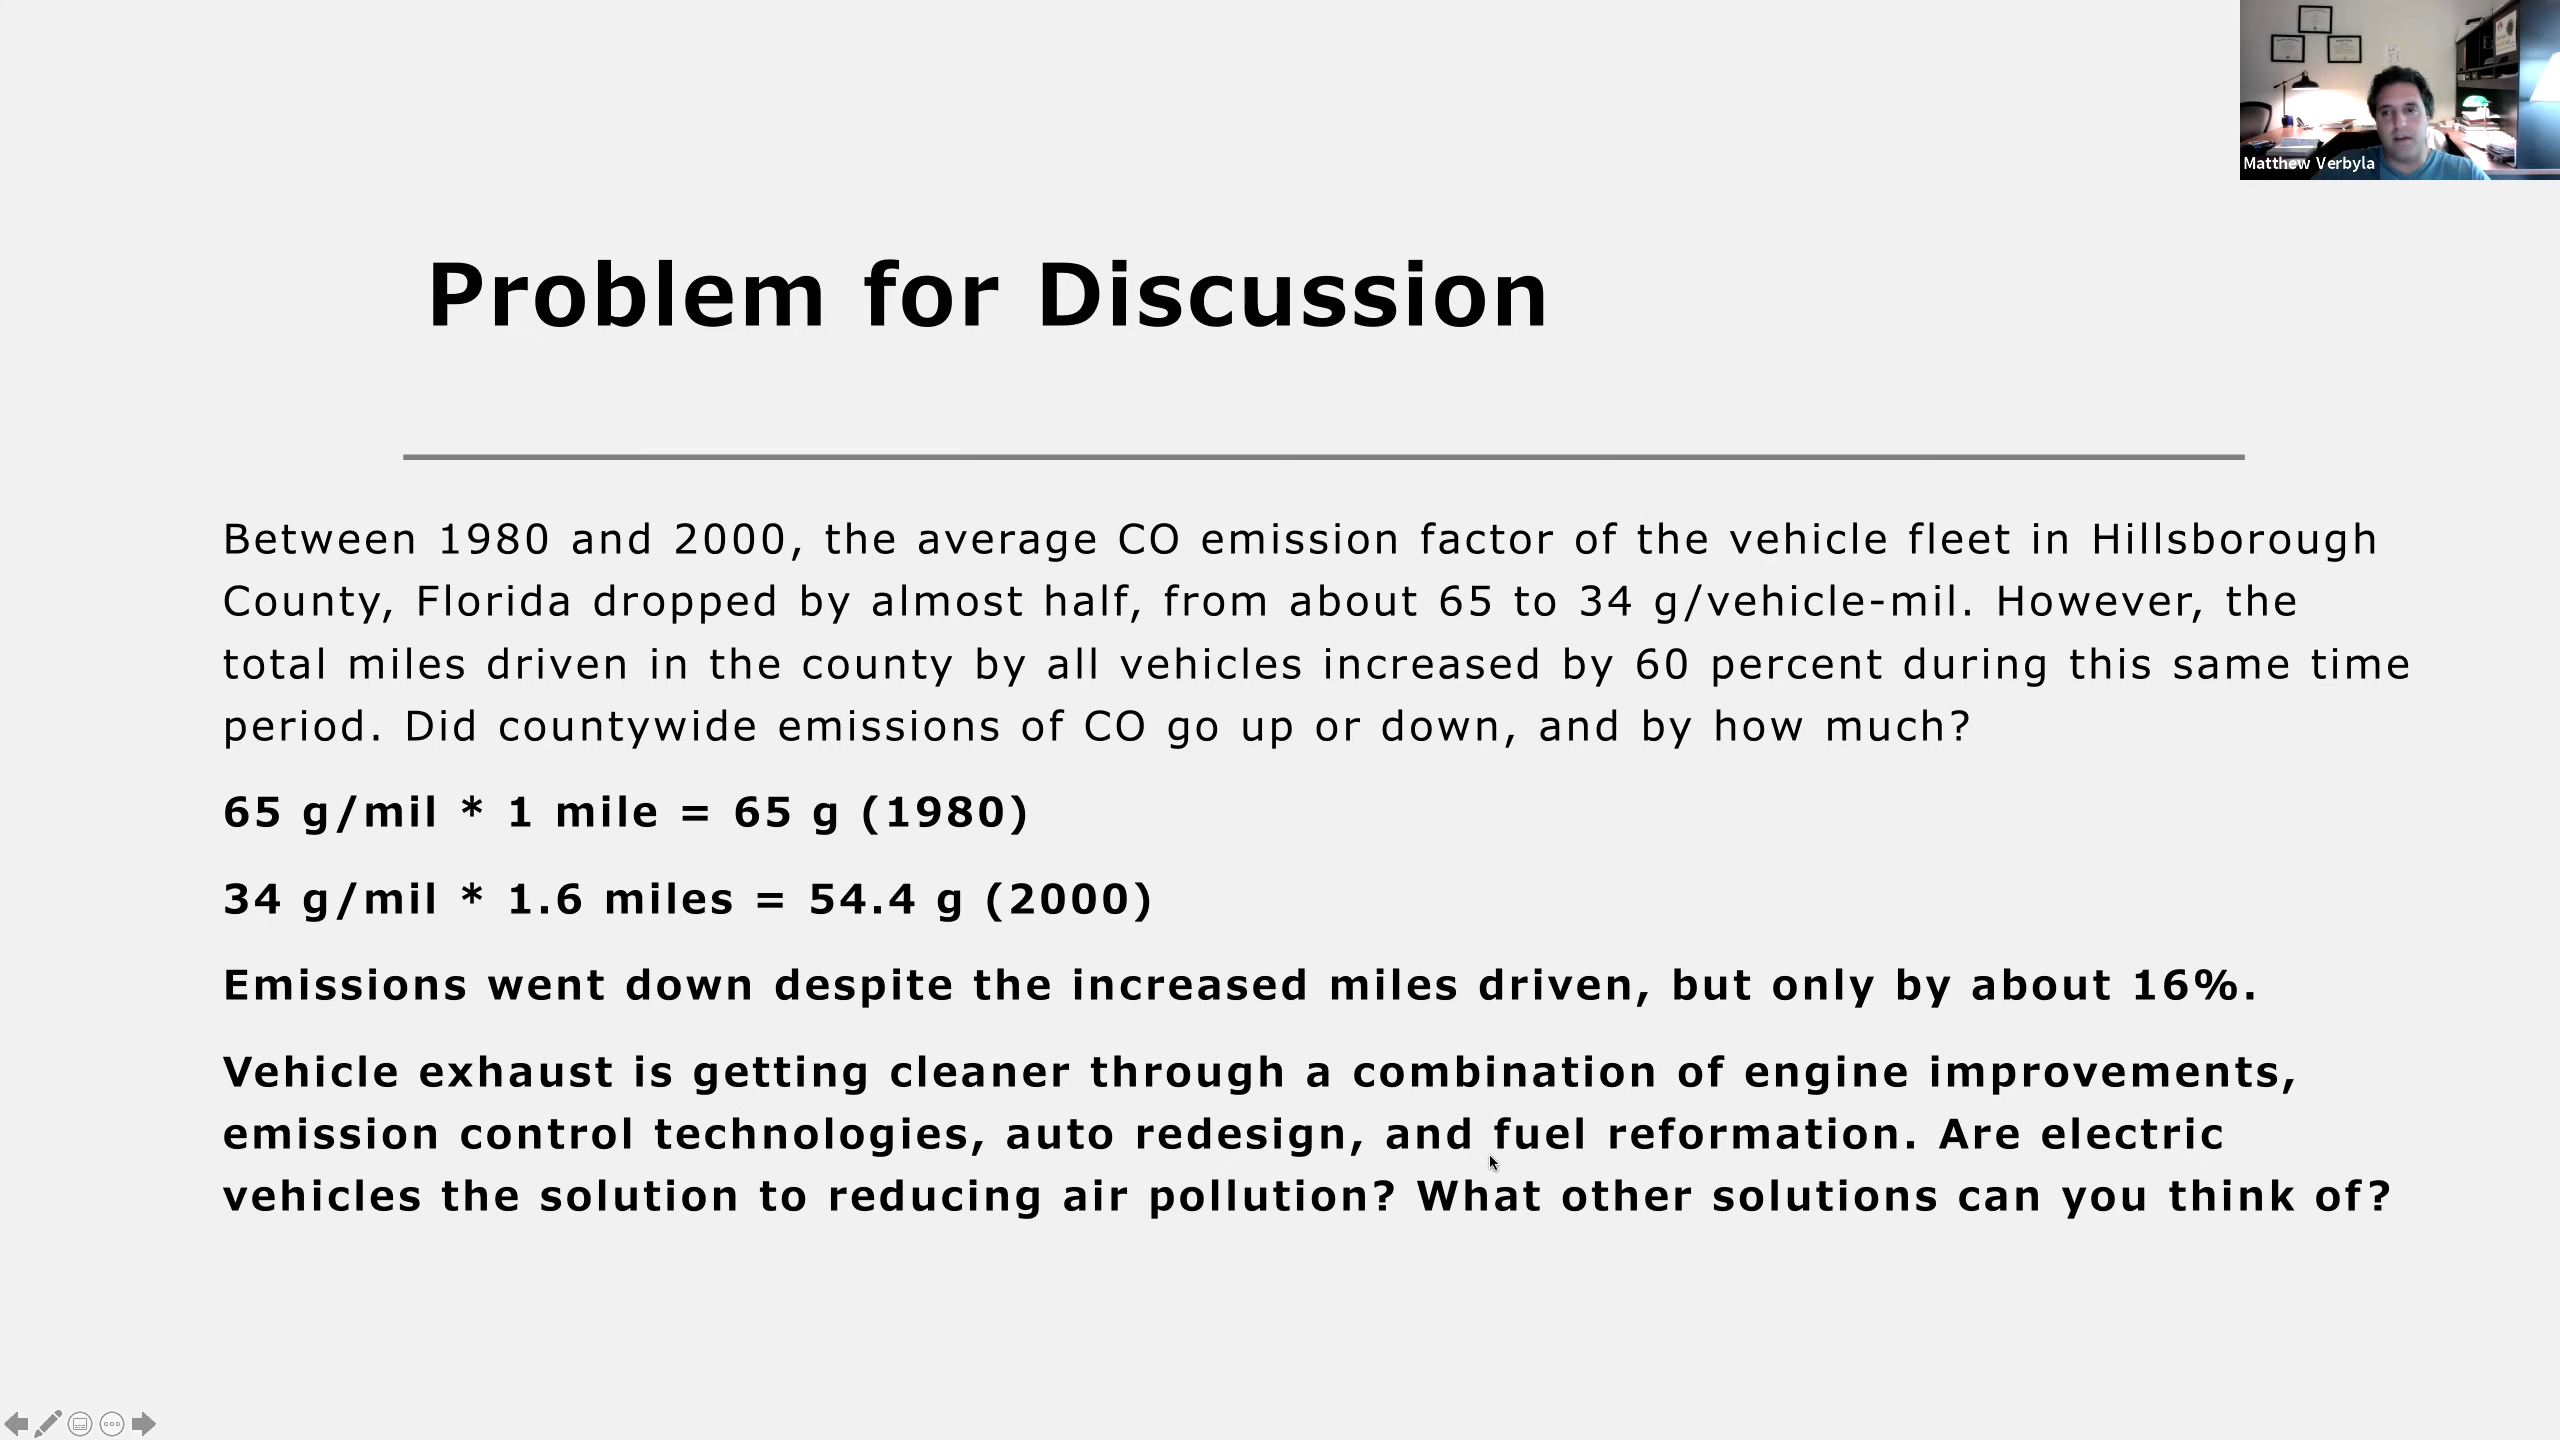 Matthew Verbyla
Problem for Discussion
Between 1980 and 2000, the average CO emission factor of the vehicle fleet in Hillsborough
County, Florida dropped by almost half, from about 65 to 34 g/vehicle-mil. However, the
total miles driven in the county by all vehicles increased by 60 percent during this same time
period. Did countywide emissions of CO go up or down, and by how much?
65 g/mil * 1 mile = 65 g (1980)
34 g/mil * 1.6 miles = 54.4 g (2000)
Emissions went down despite the increased miles driven, but only by about 16%.
Vehicle exhaust is getting cleaner through a combination of engine improvements,
emission control technologies, auto redesign, and fuel reformation. Are electric
vehicles the solution to reducing air pollution? What other solutions can you think of?